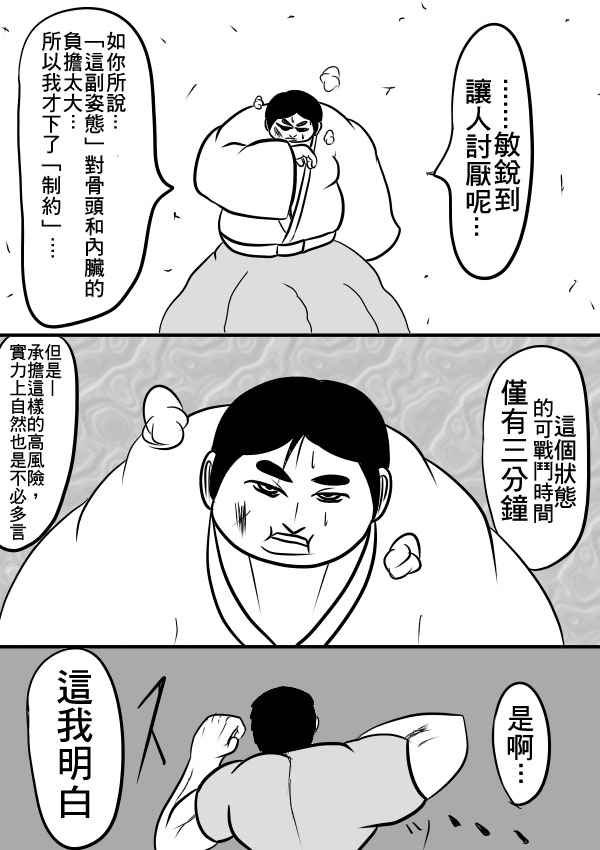 ……敏銳到
讓人討厭呢…
如你所說…
「這副姿態」對骨頭和內臟的
負擔太大…
所以我才下了「制約」…
這個狀態
的可戰鬥時間
僅有三分鐘
但是—
承擔這樣的高風險，
實力上自然也是不必多言
是啊…
ス
這我明白